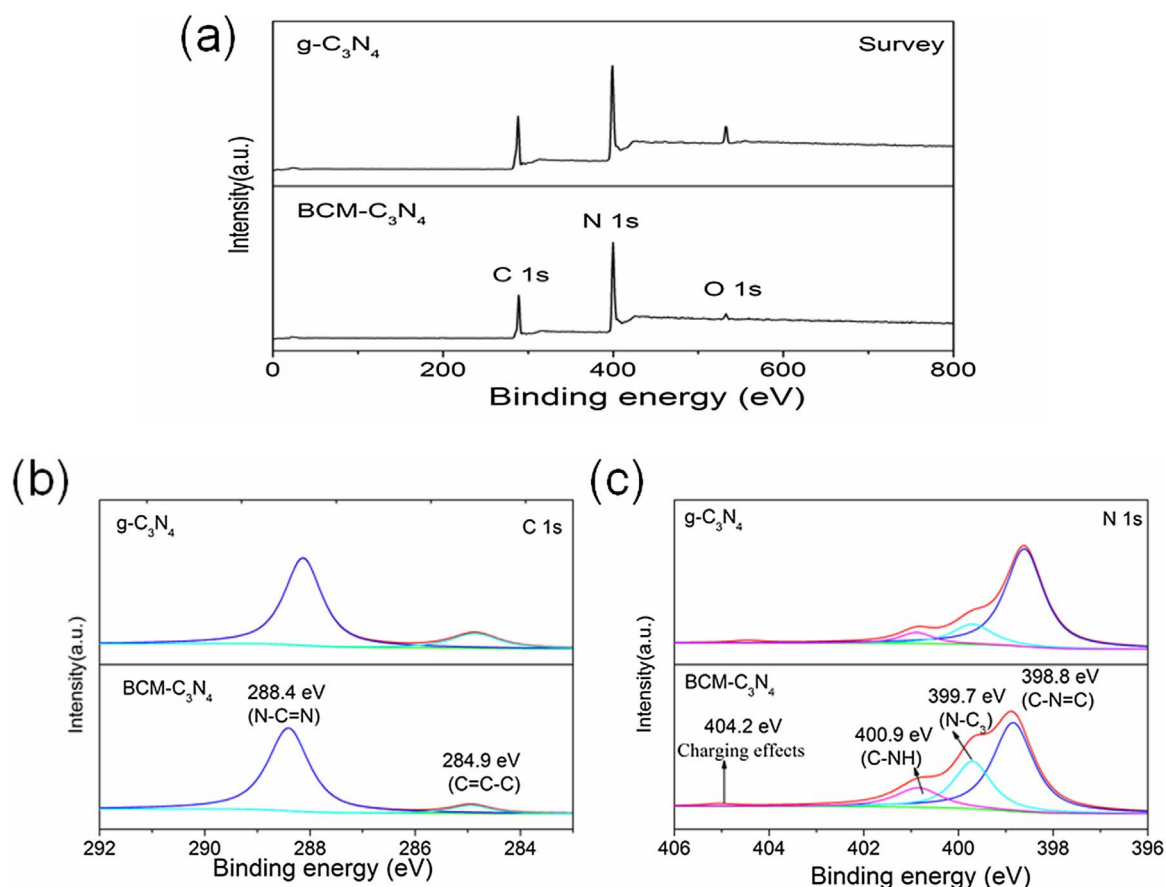 (a)
g-C₃N₄
Survey
BCM-C₃N₄
N 1s
C 1s
O 1s
Intensity(a.u.)
Intensity(a.u.)
0 200 400 600 800
Binding energy (eV)
(b)
g-C₃N₄
C 1s
BCM-C₃N₄
288.4 eV
(N-C=N)
284.9 eV
(C=C-C)
Intensity(a.u.)
Intensity(a.u.)
292 290 288 286 284
Binding energy (eV)
(c)
g-C₃N₄
N 1s
BCM-C₃N₄
398.8 eV
(C-N=C)
399.7 eV
(N-C₃)
404.2 eV
Charging effects
400.9 eV
(C-NH)
Intensity(a.u.)
Intensity(a.u.)
406 404 402 400 398 396
Binding energy (eV)